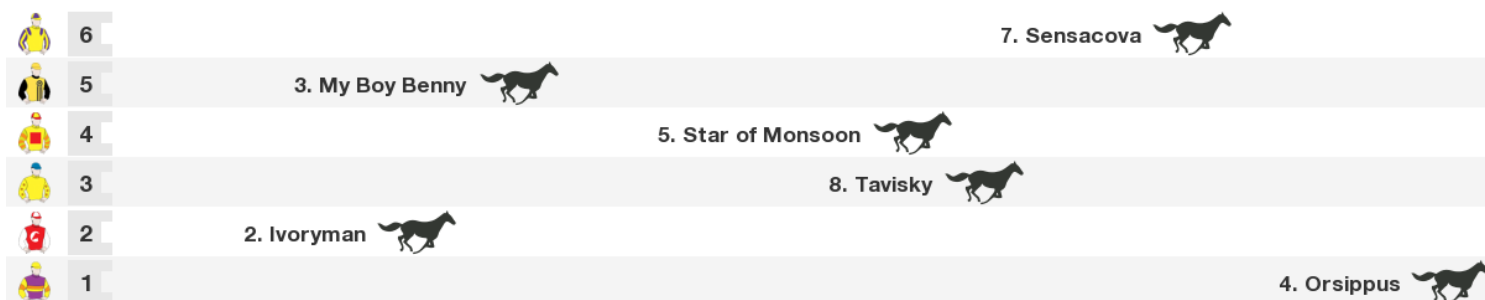 6 7. Sensacova
5 3. My Boy Benny
4 5. Star of Monsoon
3 8. Tavisky
2 2. Ivoryman
1 4. Orsippus